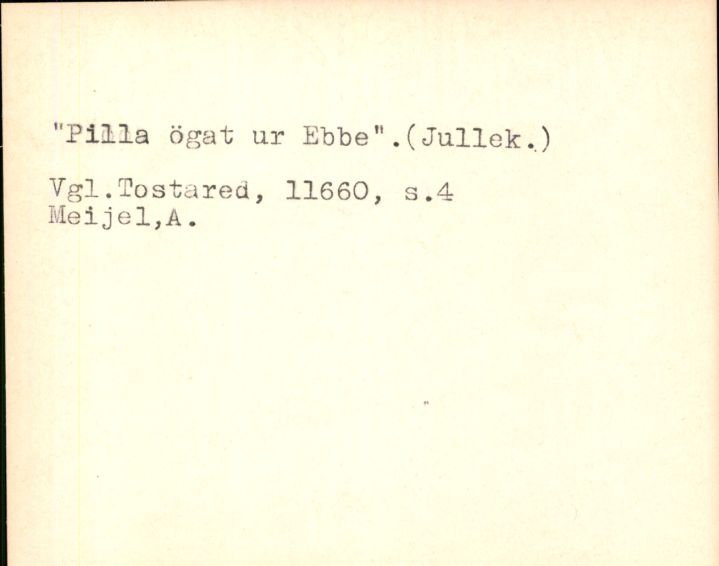 "Pilla ögat ur Ebbe".(Jullek.)
Vgl.Tostared, 11660, s.4
Meijel,A.